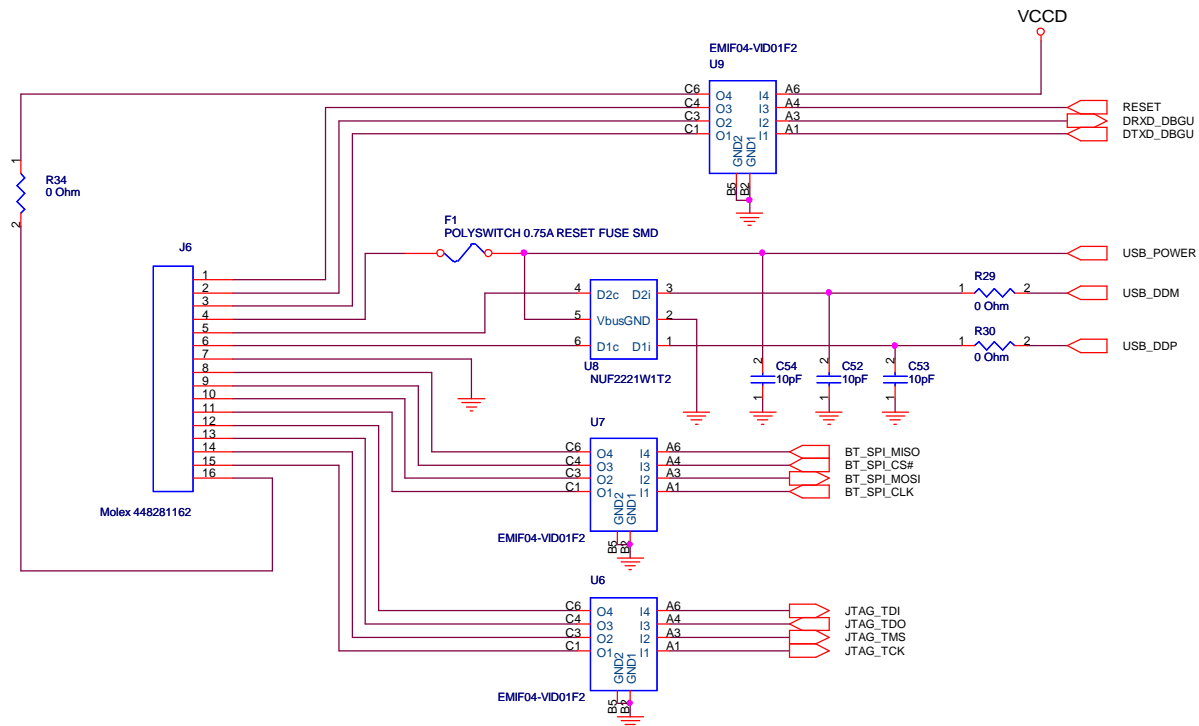 VCCD
EMIF04-VID01F2
U9
C6 O4 I4 A6
C4 O3 I3 A4 RESET
C3 O2 I2 A3 DRXD_DBGU
C1 O1 I1 A1 DTXD_DBGU
GND2 GND1
B5 B2
1
R34
0 Ohm
2
F1
POLYSWITCH 0.75A RESET FUSE SMD
USB_POWER
J6
1
2
3
4
5
6
7
8
9
10
11
12
13
14
15
16
Molex 448281162
4 D2c D2i 3
5 VbusGND 2
6 D1c D1i 1
U8
NUF2221W1T2
R29
1 2 USB_DDM
0 Ohm
R30
1 2 USB_DDP
0 Ohm
2 2 2
C54 C52 C53
10pF 10pF 10pF
1 1 1
U7
C6 O4 I4 A6 BT_SPI_MISO
C4 O3 I3 A4 BT_SPI_CS#
C3 O2 I2 A3 BT_SPI_MOSI
C1 O1 I1 A1 BT_SPI_CLK
GND2 GND1
EMIF04-VID01F2
B5 B2
U6
C6 O4 I4 A6 JTAG_TDI
C4 O3 I3 A4 JTAG_TDO
C3 O2 I2 A3 JTAG_TMS
C1 O1 I1 A1 JTAG_TCK
GND2 GND1
EMIF04-VID01F2
B5 B2